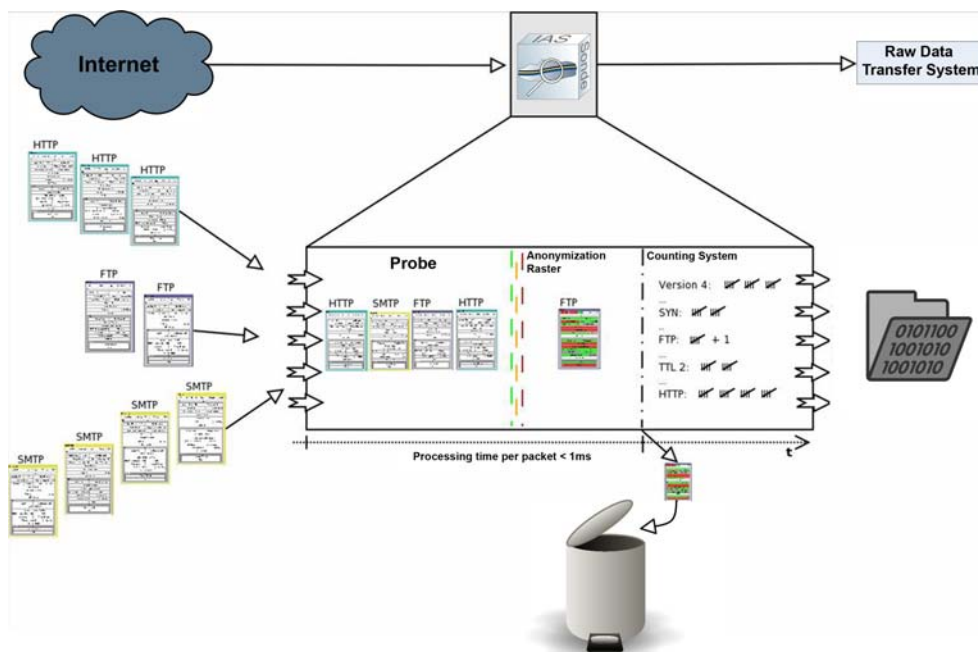 Internet
IAS
Sonde
Raw Data
Transfer System
HTTP
HTTP
HTTP
FTP
FTP
SMTP
SMTP
SMTP
SMTP
Probe
HTTP
SMTP
FTP
HTTP
Anonymization
Raster
FTP
Counting System
Version 4:
...
SYN:
...
FTP: + 1
TTL 2:
...
HTTP:
Processing time per packet < 1ms
t
0101100
1001010
1001010